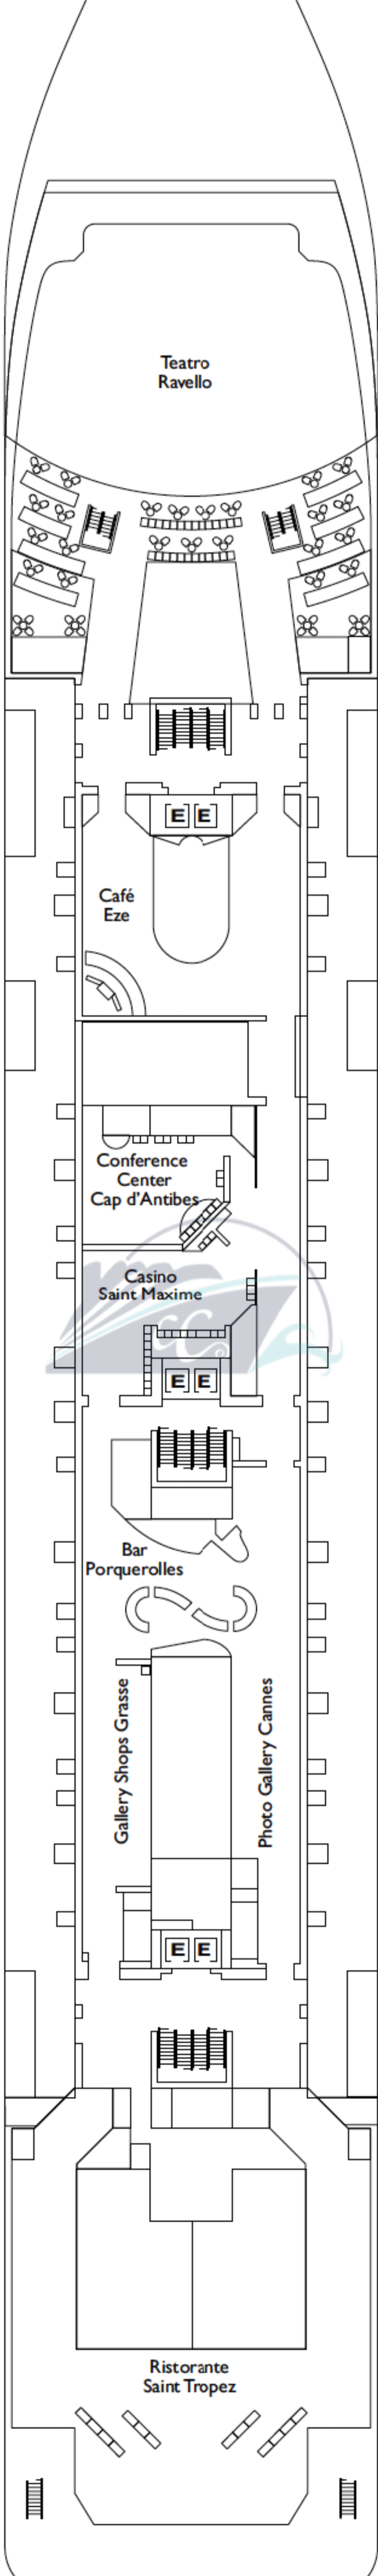 Teatro
Ravello
E E
Café
Eze
Conference
Center
Cap d'Antibes
Casino
Saint Maxime
CCC
E E
Bar
Porquerolles
Gallery Shops Grasse
Photo Gallery Cannes
E E
Ristorante
Saint Tropez